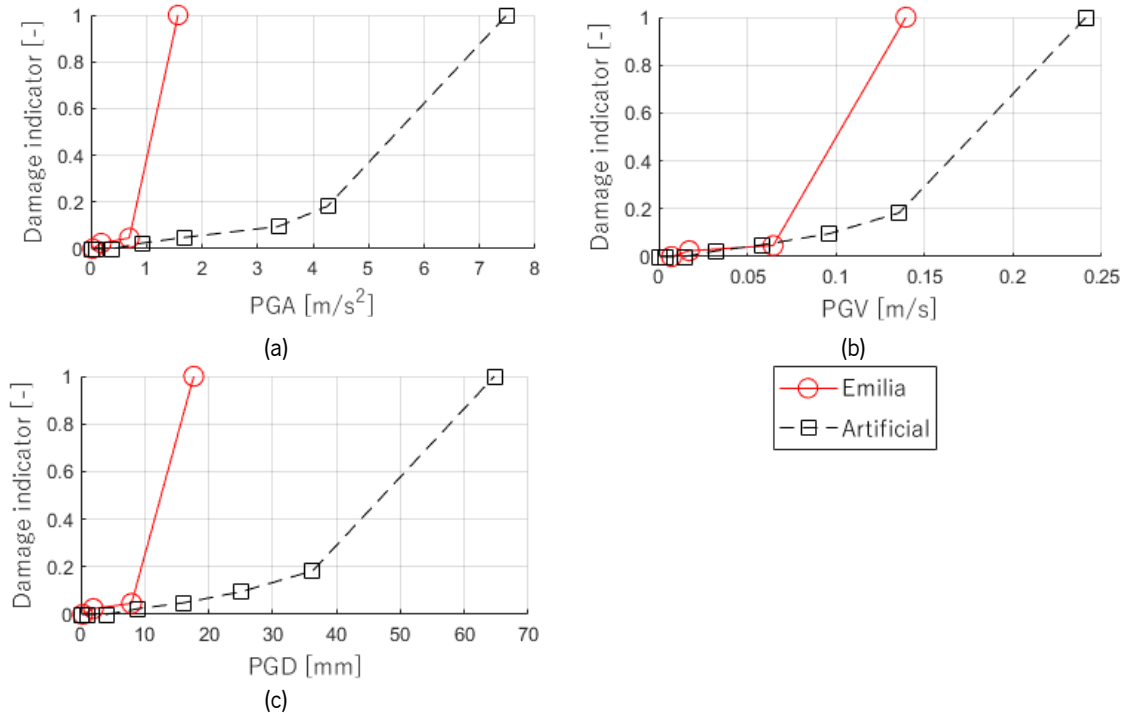 Damage indicator [-]
1
0.8
0.6
0.4
0.2
0
0 1 2 3 4 5 6 7 8
PGA [m/s²]
(a)
Damage indicator [-]
1
0.8
0.6
0.4
0.2
0
0 0.05 0.1 0.15 0.2 0.25
PGV [m/s]
(b)
Damage indicator [-]
1
0.8
0.6
0.4
0.2
0
0 10 20 30 40 50 60 70
PGD [mm]
(c)
Emilia
Artificial